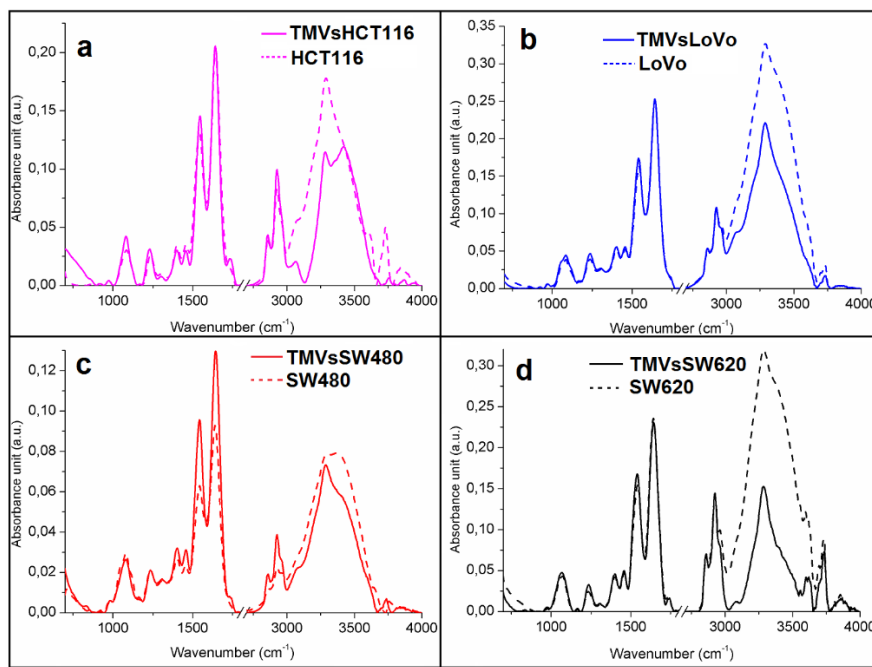 a
TMVsHCT116
HCT116
0,20
0,15
0,10
0,05
0,00
Absorbance unit (a.u.)
1000 1500 3000 3500 4000
Wavenumber (cm⁻¹)
b
TMVsLoVo
LoVo
0,35
0,30
0,25
0,20
0,15
0,10
0,05
0,00
Absorbance unit (a.u.)
1000 1500 3000 3500 4000
Wavenumber (cm⁻¹)
c
TMVsSW480
SW480
0,12
0,10
0,08
0,06
0,04
0,02
0,00
Absorbance unit (a.u.)
1000 1500 3000 3500 4000
Wavenumber (cm⁻¹)
d
TMVsSW620
SW620
0,30
0,25
0,20
0,15
0,10
0,05
0,00
Absorbance unit (a.u.)
1000 1500 3000 3500 4000
Wavenumber (cm⁻¹)